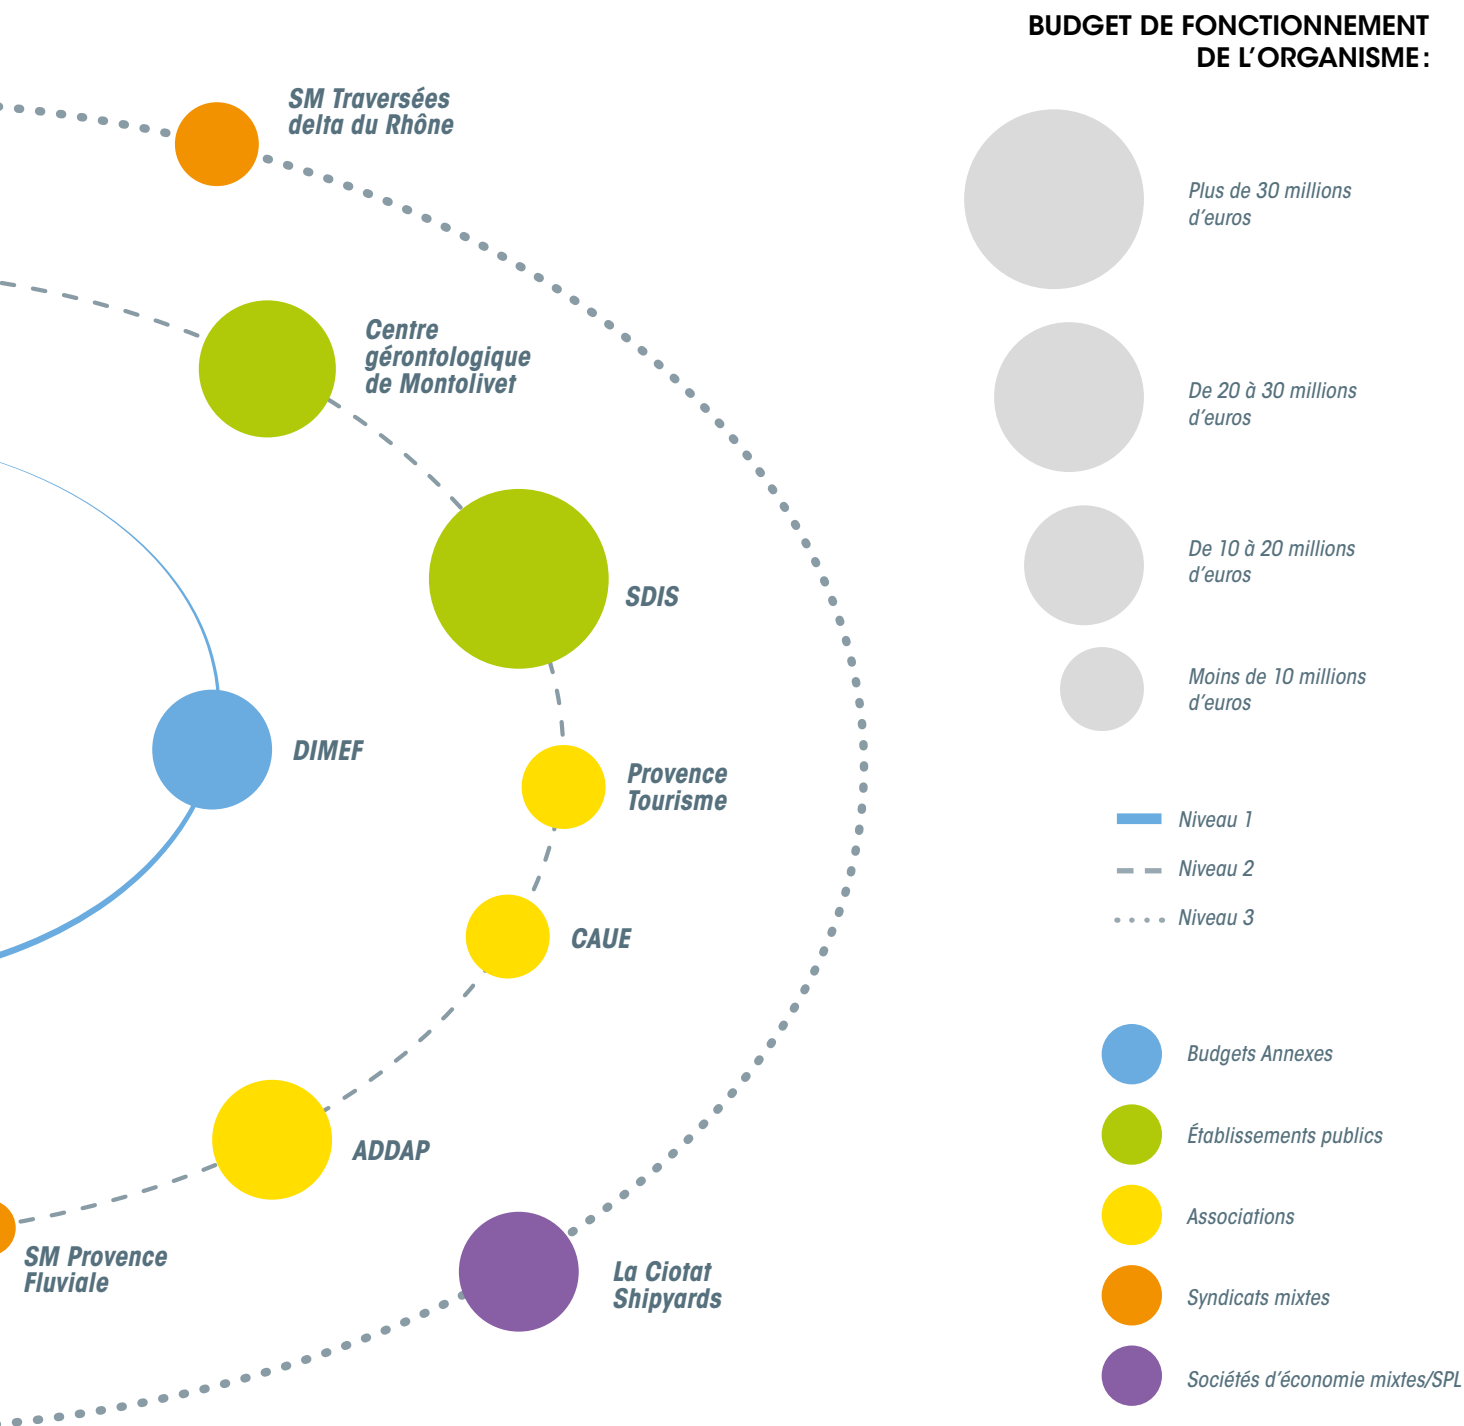 BUDGET DE FONCTIONNEMENT
DE L’ORGANISME :
SM Traversées
delta du Rhône
Centre
gérontologique
de Montolivet
SDIS
DIMEF
Provence
Tourisme
CAUE
ADDAP
SM Provence
Fluviale
La Ciotat
Shipyards
Plus de 30 millions
d’euros
De 20 à 30 millions
d’euros
De 10 à 20 millions
d’euros
Moins de 10 millions
d’euros
Niveau 1
Niveau 2
Niveau 3
Budgets Annexes
Établissements publics
Associations
Syndicats mixtes
Sociétés d’économie mixtes/SPL